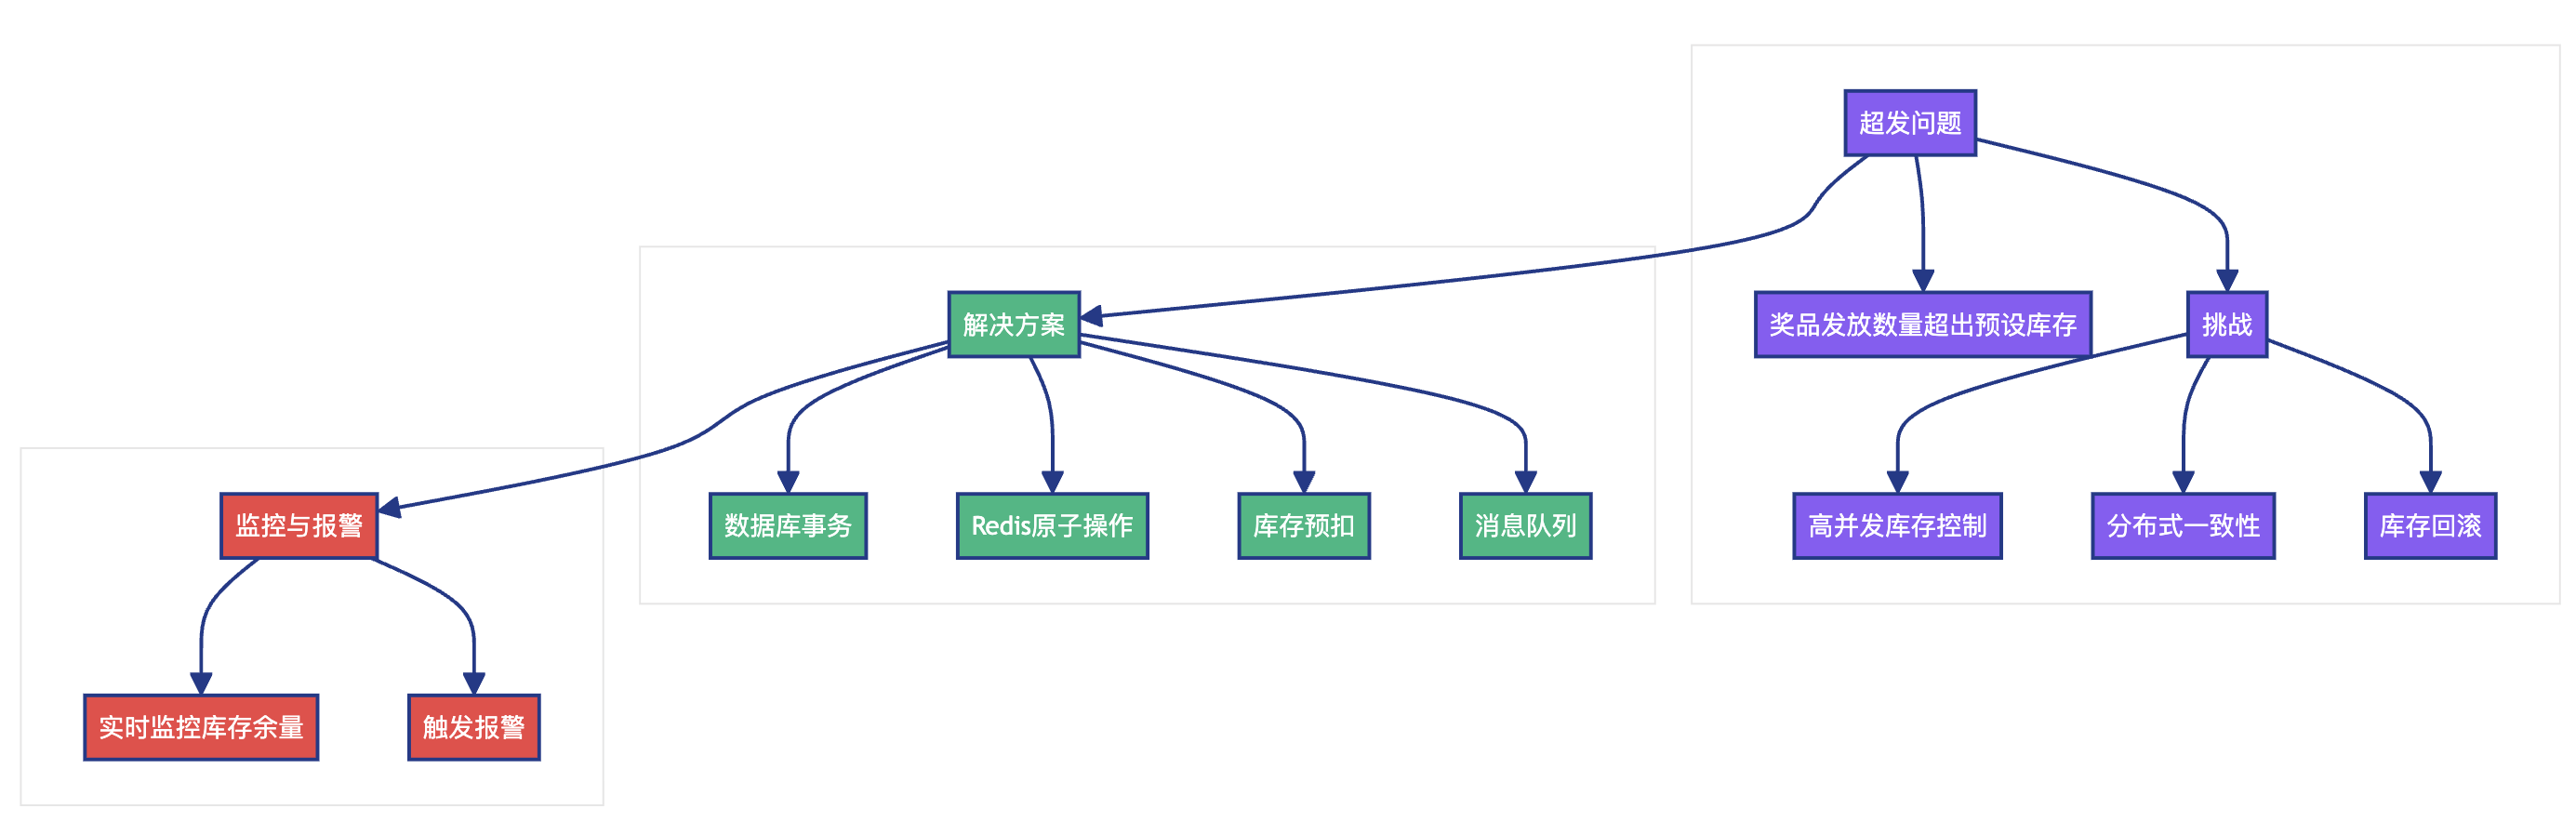 超发问题
解决方案
奖品发放数量超出预设库存
挑战
监控与报警
数据库事务
Redis原子操作
库存预扣
消息队列
高并发库存控制
分布式一致性
库存回滚
实时监控库存余量
触发报警